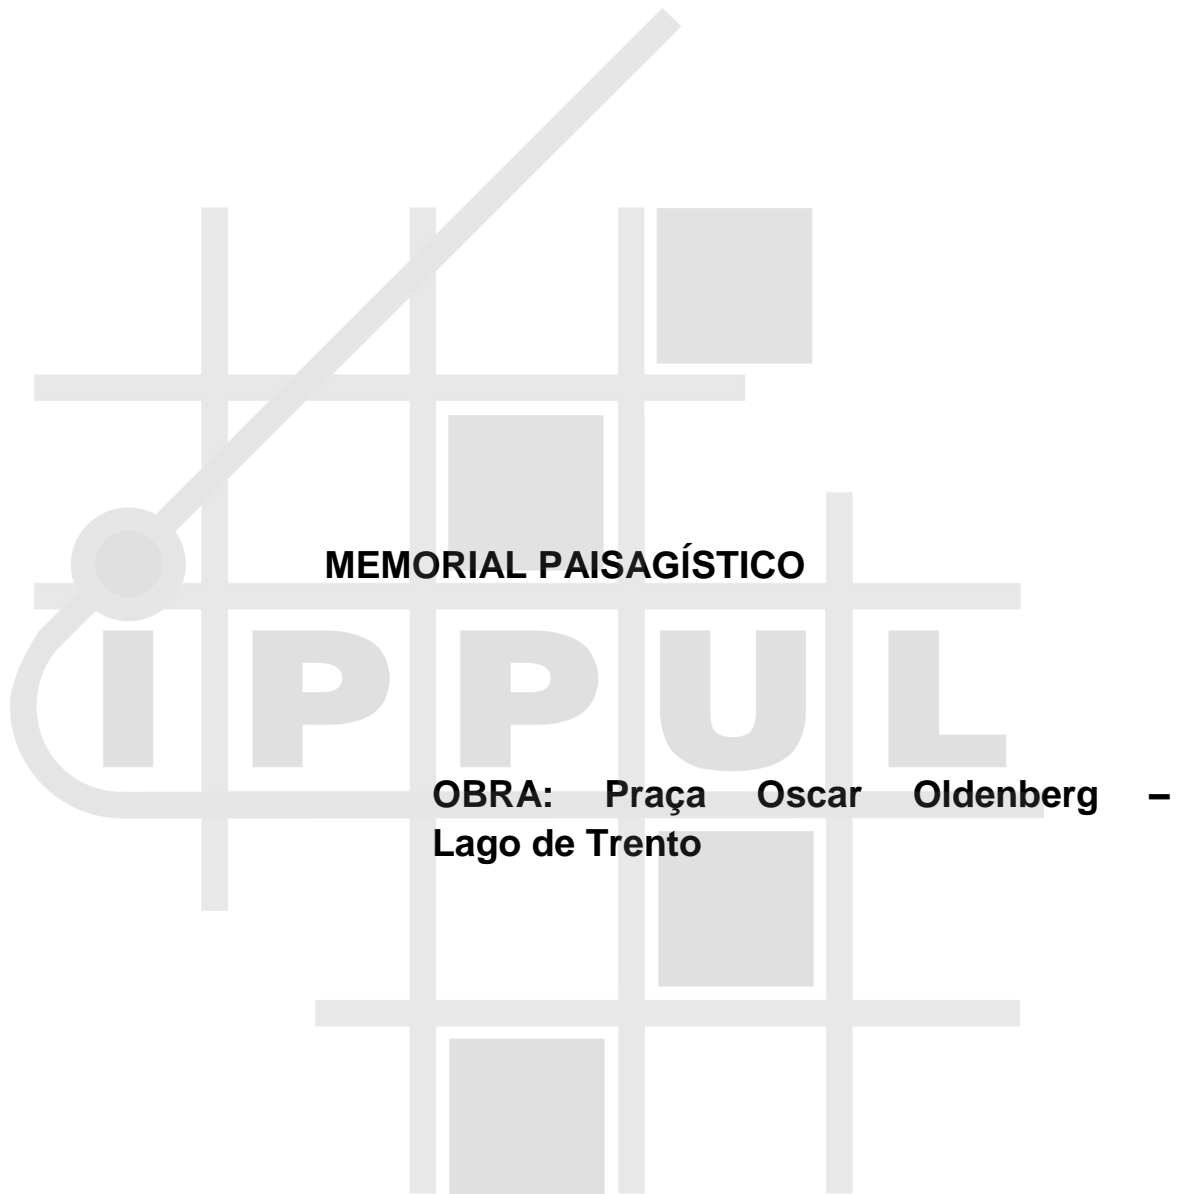 MEMORIAL PAISAGÍSTICO
IPPUL
OBRA: Praça Oscar Oldenberg –
Lago de Trento